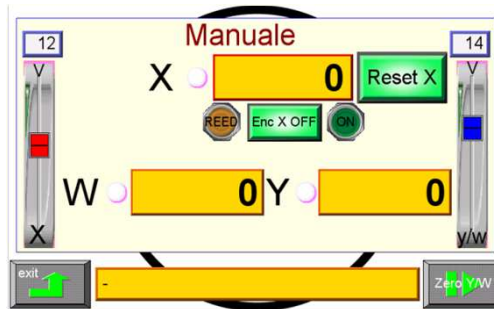 Manuale
12
14
V
V
X
0
Reset X
REED
Enc X OFF
ON
W
0
Y
0
X
y/w
exit
-
Zero Y/W